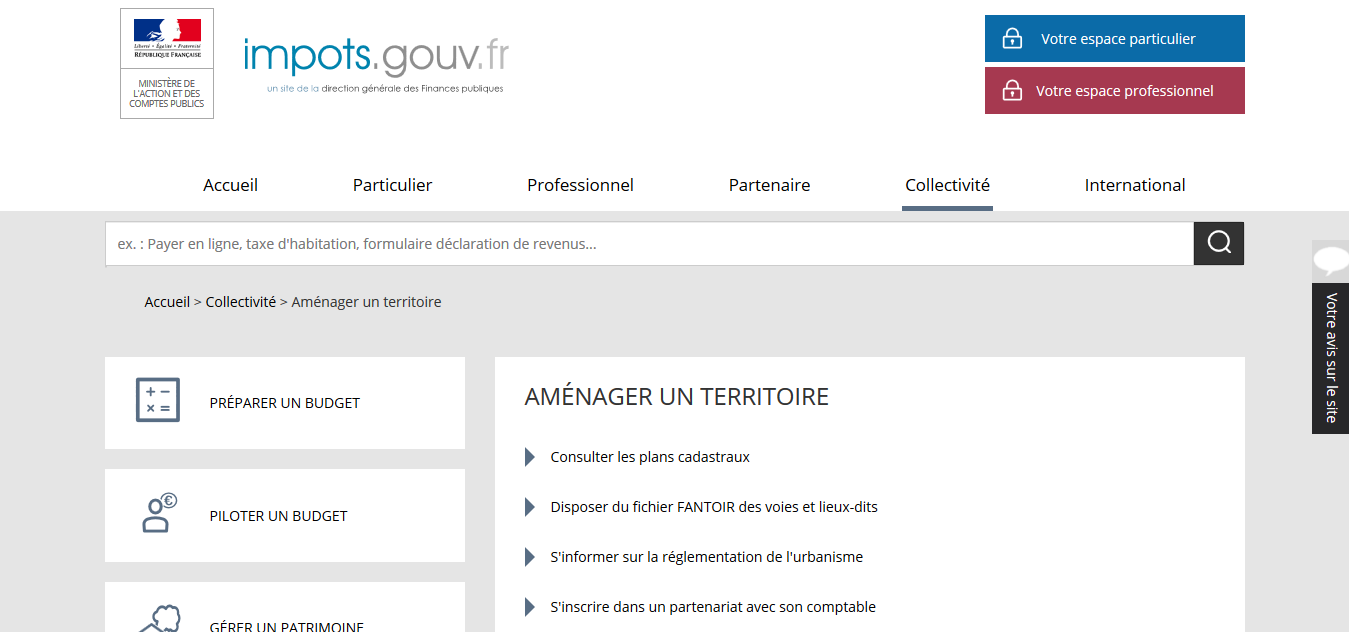 Liberté • Égalité • Fraternité
RÉPUBLIQUE FRANÇAISE
MINISTÈRE DE
L'ACTION ET DES
COMPTES PUBLICS
impots.gouv.fr
un site de la direction générale des Finances publiques
Votre espace particulier
Votre espace professionnel
Accueil Particulier Professionnel Partenaire Collectivité International
ex. : Payer en ligne, taxe d'habitation, formulaire déclaration de revenus...
Accueil > Collectivité > Aménager un territoire
Votre avis sur le site
PRÉPARER UN BUDGET
PILOTER UN BUDGET
GÉRER UN PATRIMOINE
AMÉNAGER UN TERRITOIRE
Consulter les plans cadastraux
Disposer du fichier FANTOIR des voies et lieux-dits
S'informer sur la réglementation de l'urbanisme
S'inscrire dans un partenariat avec son comptable